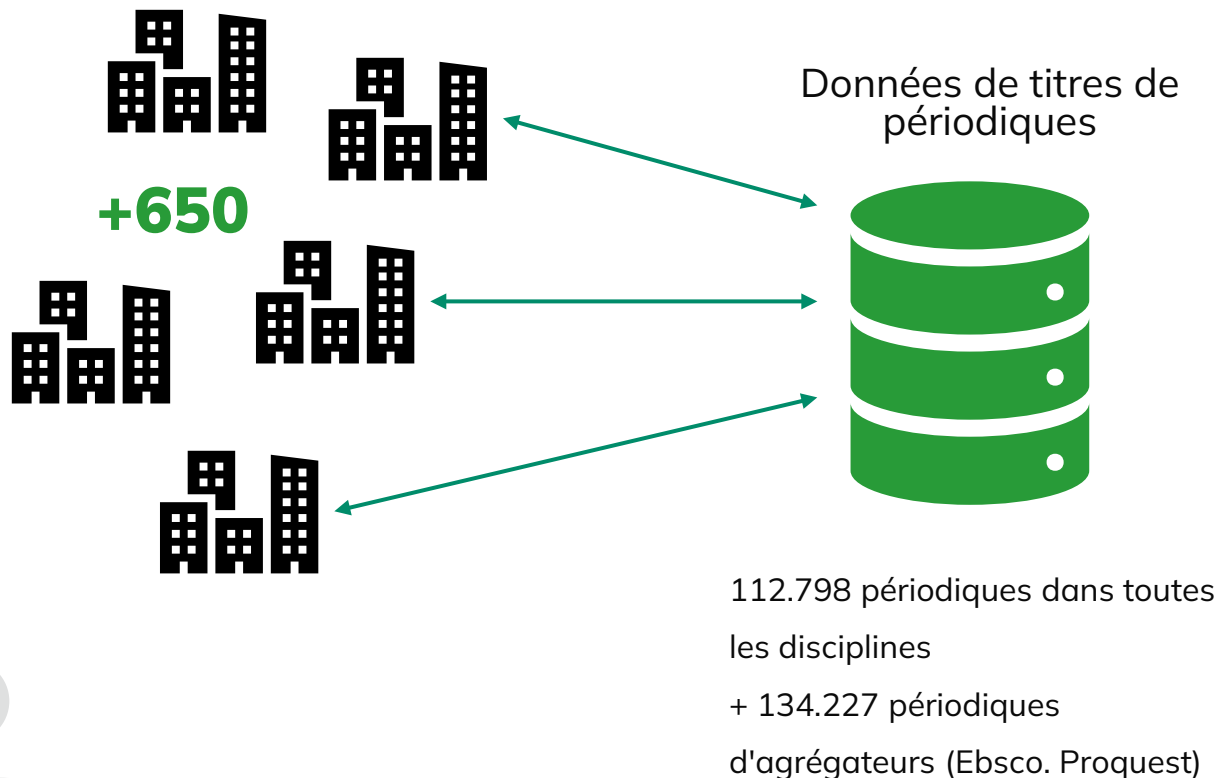 Données de titres de
périodiques
+650
112.798 périodiques dans toutes
les disciplines
+ 134.227 périodiques
d'agrégateurs (Ebsco. Proquest)